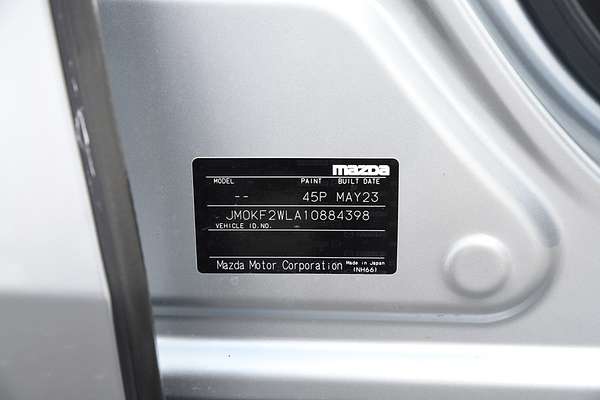 mazda
MODEL PAINT BUILT DATE
-- 45P MAY23
JM0KF2WLA10884398
VEHICLE ID.NO. -
Mazda Motor Corporation Made in Japan
(NH66)